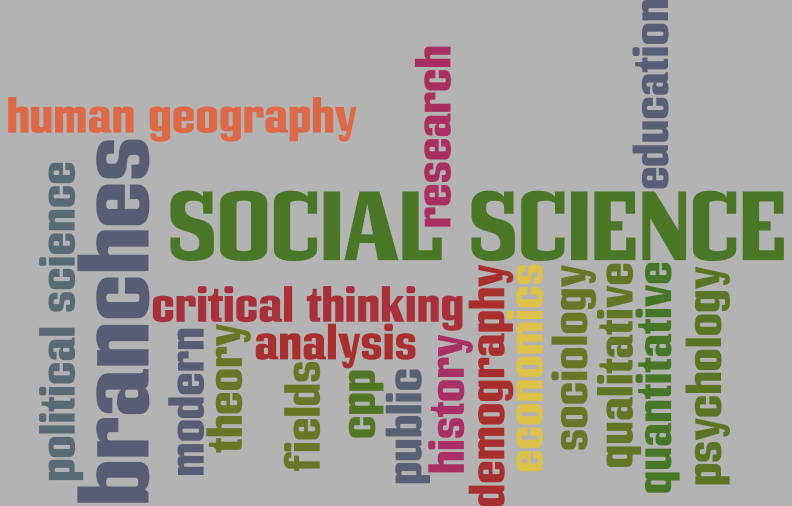 human geography
research
education
political science
branches
SOCIAL SCIENCE
critical thinking
analysis
modern
theory
fields
cpp
public
history
demography
economics
sociology
qualitative
quantitative
psychology